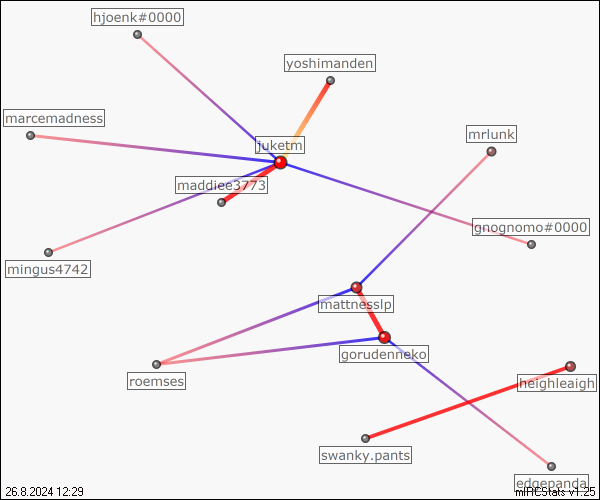 hjoenk#0000
yoshimanden
marcemadness
mrlunk
juketm
maddiee3773
gnognomo#0000
mingus4742
mattnesslp
gorudenneko
roemses
heighleaigh
swanky.pants
edgepanda
26.8.2024 12:29
mIRCStats v1.25